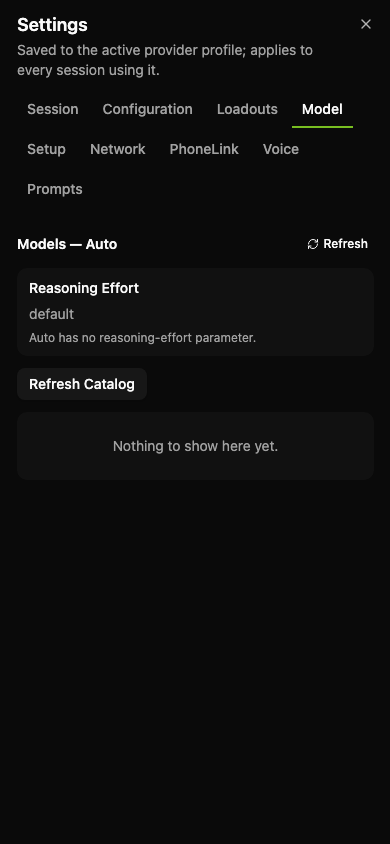 Settings
Saved to the active provider profile; applies to
every session using it.
Session Configuration Loadouts Model
Setup Network PhoneLink Voice
Prompts
Models — Auto Refresh
Reasoning Effort
default
Auto has no reasoning-effort parameter.
Refresh Catalog
Nothing to show here yet.